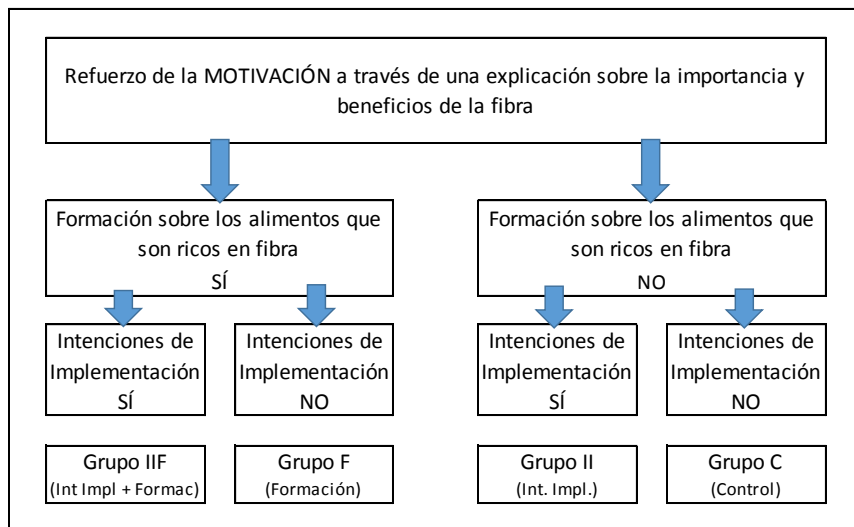 Refuerzo de la MOTIVACIÓN a través de una explicación sobre la importancia y
beneficios de la fibra
Formación sobre los alimentos que
son ricos en fibra
SÍ
Formación sobre los alimentos que
son ricos en fibra
NO
Intenciones de
Implementación
SÍ
Intenciones de
Implementación
NO
Intenciones de
Implementación
SÍ
Intenciones de
Implementación
NO
Grupo IIF
(Int Impl + Formac)
Grupo F
(Formación)
Grupo II
(Int. Impl.)
Grupo C
(Control)